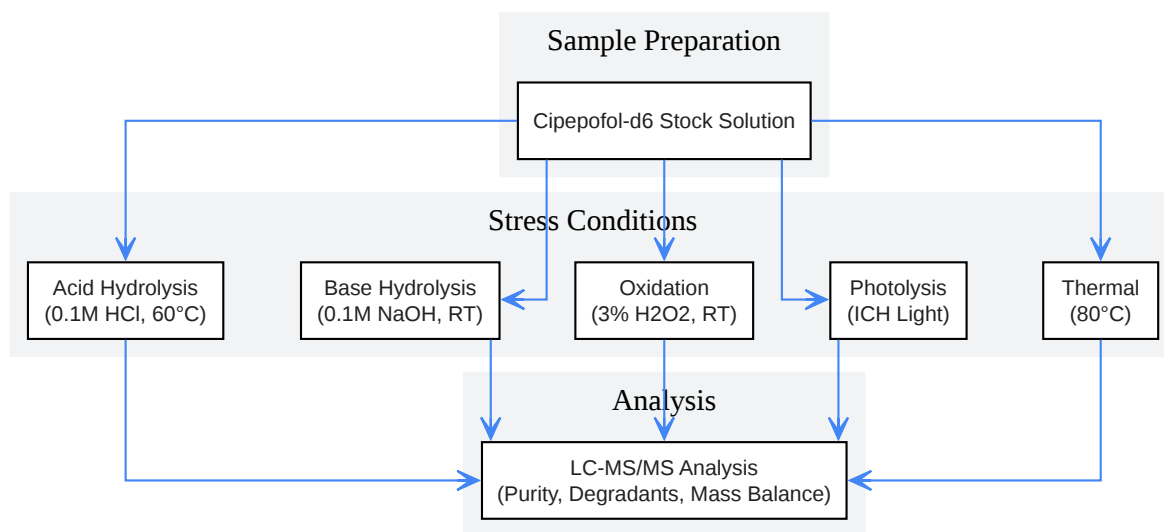 Sample Preparation
Cipepofol-d6 Stock Solution
Stress Conditions
Acid Hydrolysis
(0.1M HCl, 60°C)
Base Hydrolysis
(0.1M NaOH, RT)
Oxidation
(3% H2O2, RT)
Photolysis
(ICH Light)
Thermal
(80°C)
Analysis
LC-MS/MS Analysis
(Purity, Degradants, Mass Balance)